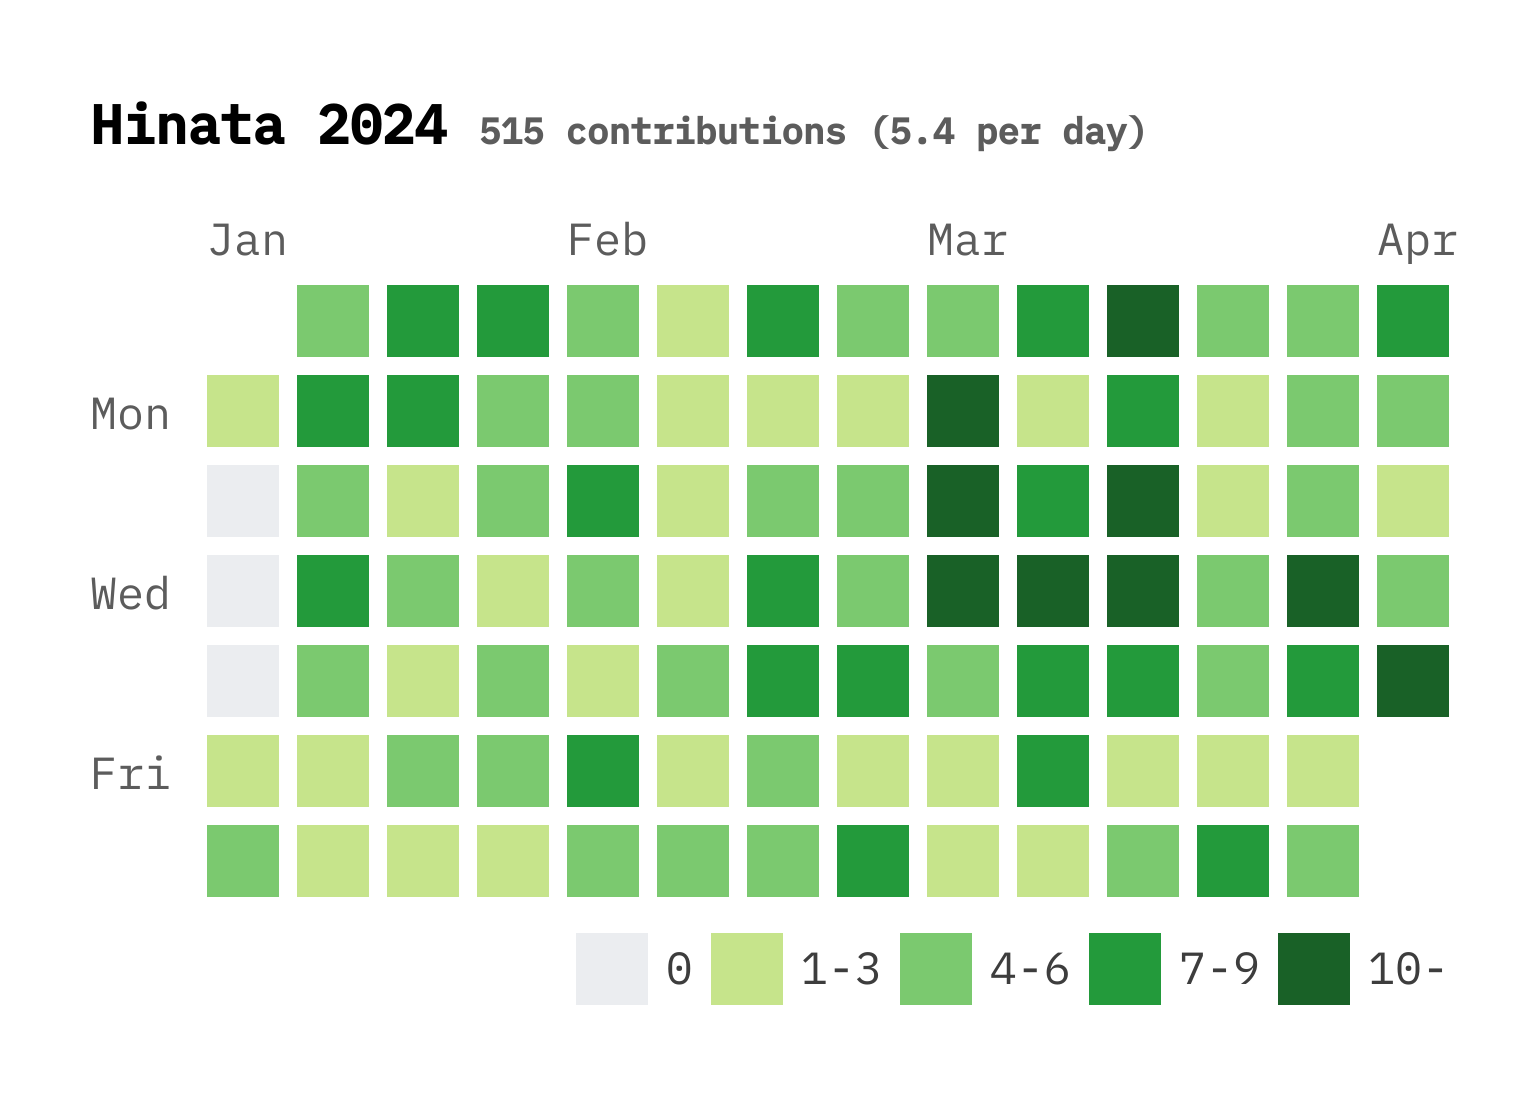 Hinata 2024 515 contributions (5.4 per day)
Jan Feb Mar Apr
Mon
Wed
Fri
0 1-3 4-6 7-9 10-